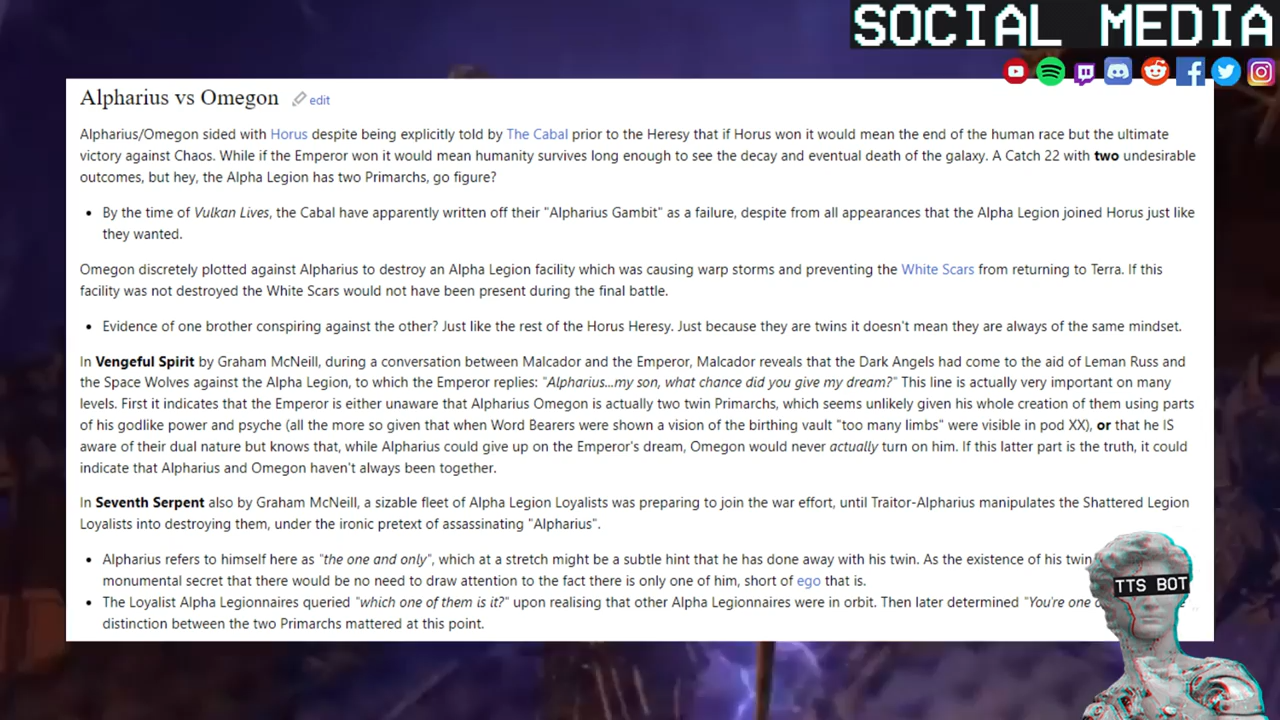 SOCIAL MEDIA
Alpharius vs Omegon edit
Alpharius/Omegon sided with Horus despite being explicitly told by The Cabal prior to the Heresy that if Horus won it would mean the end of the human race but the ultimate
victory against Chaos. While if the Emperor won it would mean humanity survives long enough to see the decay and eventual death of the galaxy. A Catch 22 with two undesirable
outcomes, but hey, the Alpha Legion has two Primarchs, go figure?
• By the time of Vulkan Lives, the Cabal have apparently written off their "Alpharius Gambit" as a failure, despite from all appearances that the Alpha Legion joined Horus just like
they wanted.
Omegon discretely plotted against Alpharius to destroy an Alpha Legion facility which was causing warp storms and preventing the White Scars from returning to Terra. If this
facility was not destroyed the White Scars would not have been present during the final battle.
• Evidence of one brother conspiring against the other? Just like the rest of the Horus Heresy. Just because they are twins it doesn't mean they are always of the same mindset.
In Vengeful Spirit by Graham McNeill, during a conversation between Malcador and the Emperor, Malcador reveals that the Dark Angels had come to the aid of Leman Russ and
the Space Wolves against the Alpha Legion, to which the Emperor replies: "Alpharius...my son, what chance did you give my dream?" This line is actually very important on many
levels. First it indicates that the Emperor is either unaware that Alpharius Omegon is actually two twin Primarchs, which seems unlikely given his whole creation of them using parts
of his godlike power and psyche (all the more so given that when Word Bearers were shown a vision of the birthing vault "too many limbs" were visible in pod XX), or that he IS
aware of their dual nature but knows that, while Alpharius could give up on the Emperor's dream, Omegon would never actually turn on him. If this latter part is the truth, it could
indicate that Alpharius and Omegon haven't always been together.
In Seventh Serpent also by Graham McNeill, a sizable fleet of Alpha Legion Loyalists was preparing to join the war effort, until Traitor-Alpharius manipulates the Shattered Legion
Loyalists into destroying them, under the ironic pretext of assassinating "Alpharius".
• Alpharius refers to himself here as "the one and only", which at a stretch might be a subtle hint that he has done away with his twin. As the existence of his twin
monumental secret that there would be no need to draw attention to the fact there is only one of him, short of ego that is.
• The Loyalist Alpha Legionnaires queried "which one of them is it?" upon realising that other Alpha Legionnaires were in orbit. Then later determined "You're one
distinction between the two Primarchs mattered at this point.
TTS BOT